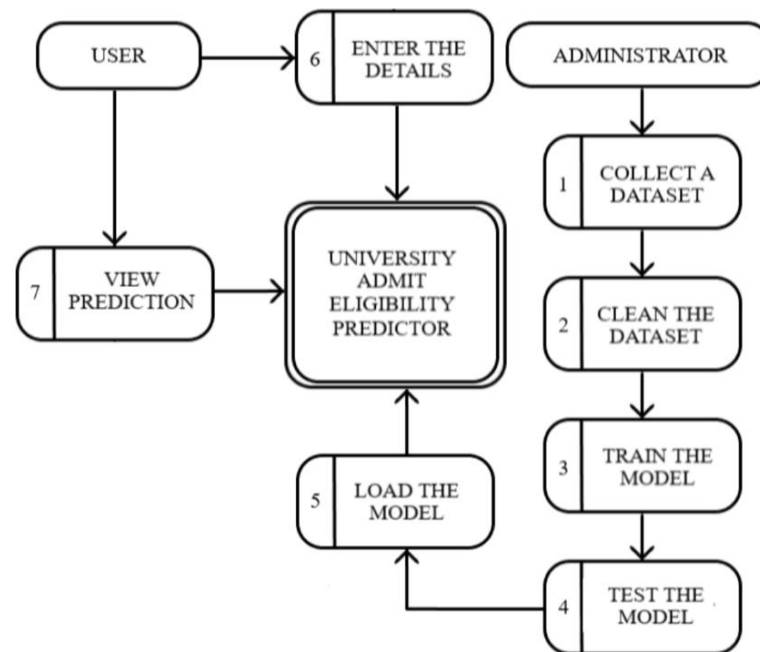 USER
6
ENTER THE
DETAILS
ADMINISTRATOR
1
COLLECT A
DATASET
7
VIEW
PREDICTION
UNIVERSITY
ADMIT
ELIGIBILITY
PREDICTOR
2
CLEAN THE
DATASET
3
TRAIN THE
MODEL
5
LOAD THE
MODEL
4
TEST THE
MODEL